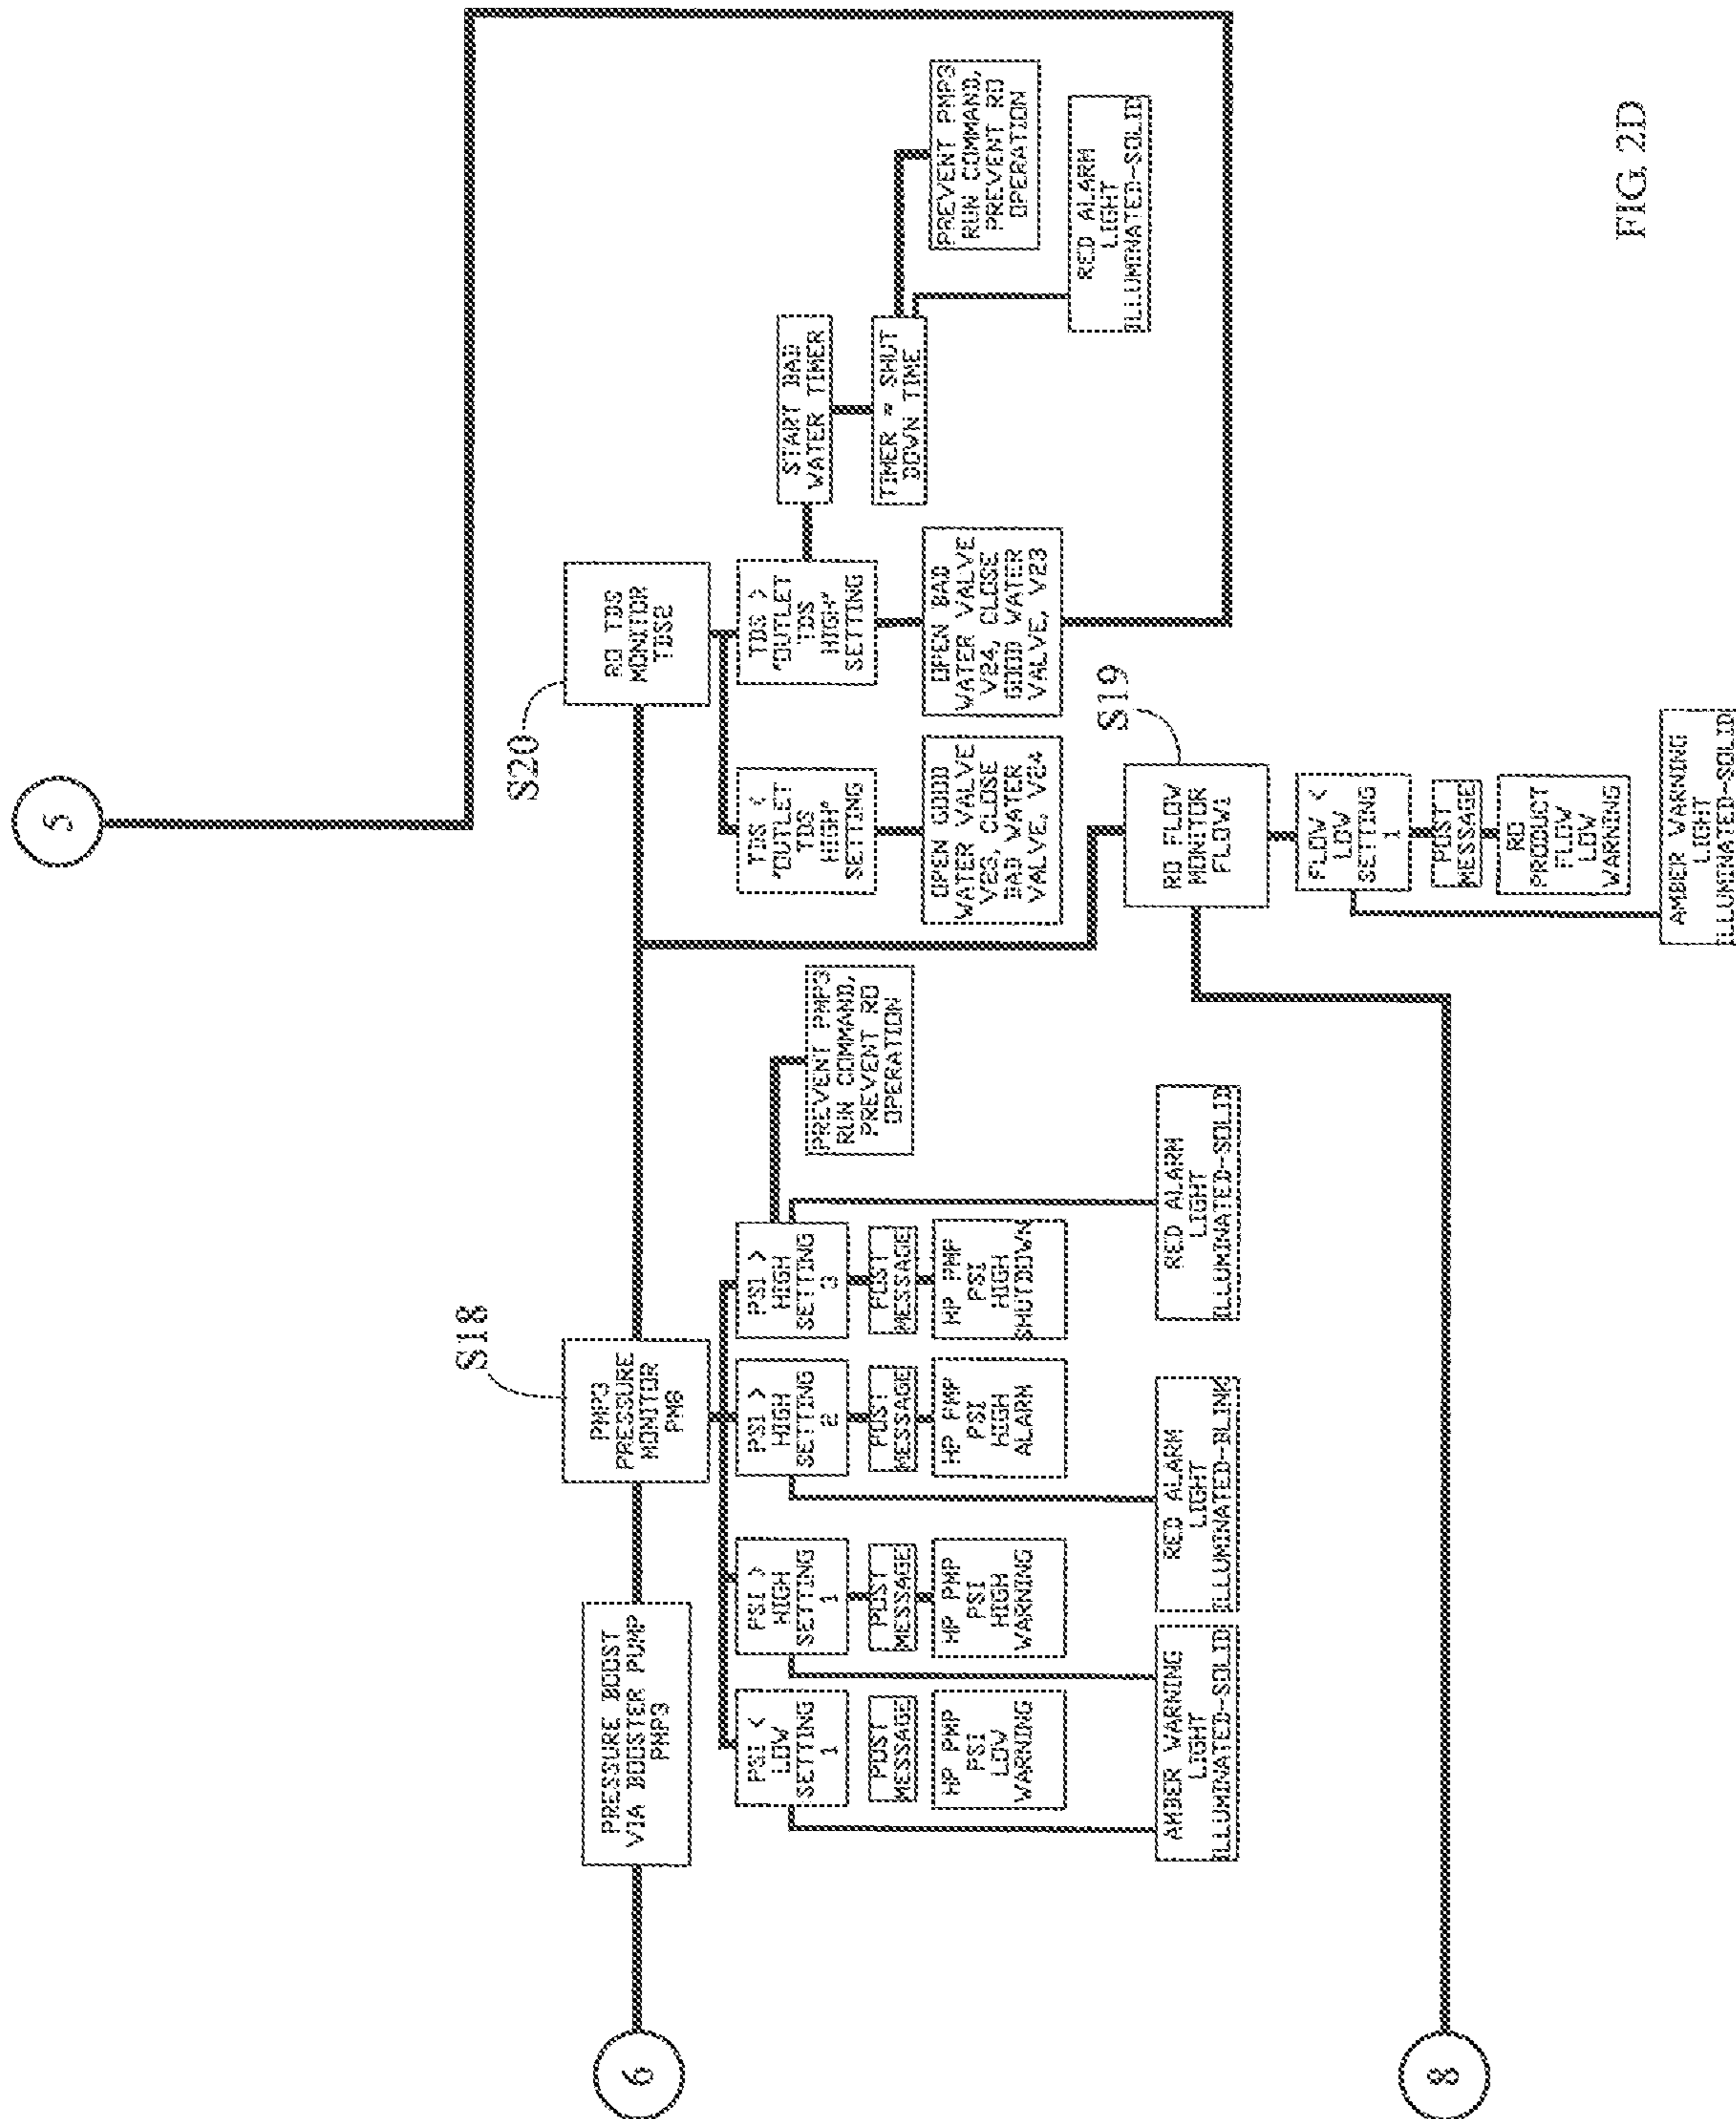 5
6
PRESSURE BOOST
VIA BOOSTER PUMP
PMP3
S18
PMP3
PRESSURE
MONITOR
PM8
PSI <
LOW
SETTING
1
POST
MESSAGE
HP PMP
PSI
LOW
WARNING
PSI >
HIGH
SETTING
1
POST
MESSAGE
HP PMP
PSI
HIGH
WARNING
AMBER WARNING
LIGHT
ILLUMINATED-SOLID
PSI >
HIGH
SETTING
2
POST
MESSAGE
HP PMP
PSI
HIGH
ALARM
RED ALARM
LIGHT
ILLUMINATED-BLINK
PSI >
HIGH
SETTING
3
POST
MESSAGE
HP PMP
PSI
HIGH
SHUTDOWN
RED ALARM
LIGHT
ILLUMINATED-SOLID
PREVENT PMP3
RUN COMMAND,
PREVENT RO
OPERATION
S20
RO TDS
MONITOR
TDS2
TDS <
"OUTLET
TDS
HIGH"
SETTING
OPEN GOOD
WATER VALVE
V23, CLOSE
BAD WATER
VALVE, V24
TDS >
"OUTLET
TDS
HIGH"
SETTING
OPEN BAD
WATER VALVE
V24, CLOSE
GOOD WATER
VALVE, V23
START BAD
WATER TIMER
TIMER = SHUT
DOWN TIME
PREVENT PMP3
RUN COMMAND,
PREVENT RO
OPERATION
RED ALARM
LIGHT
ILLUMINATED-SOLID
S19
RO FLOW
MONITOR
FLOW1
FLOW <
LOW
SETTING
1
POST
MESSAGE
RO
PRODUCT
FLOW
LOW
WARNING
AMBER WARNING
LIGHT
ILLUMINATED-SOLID
8
FIG. 2D